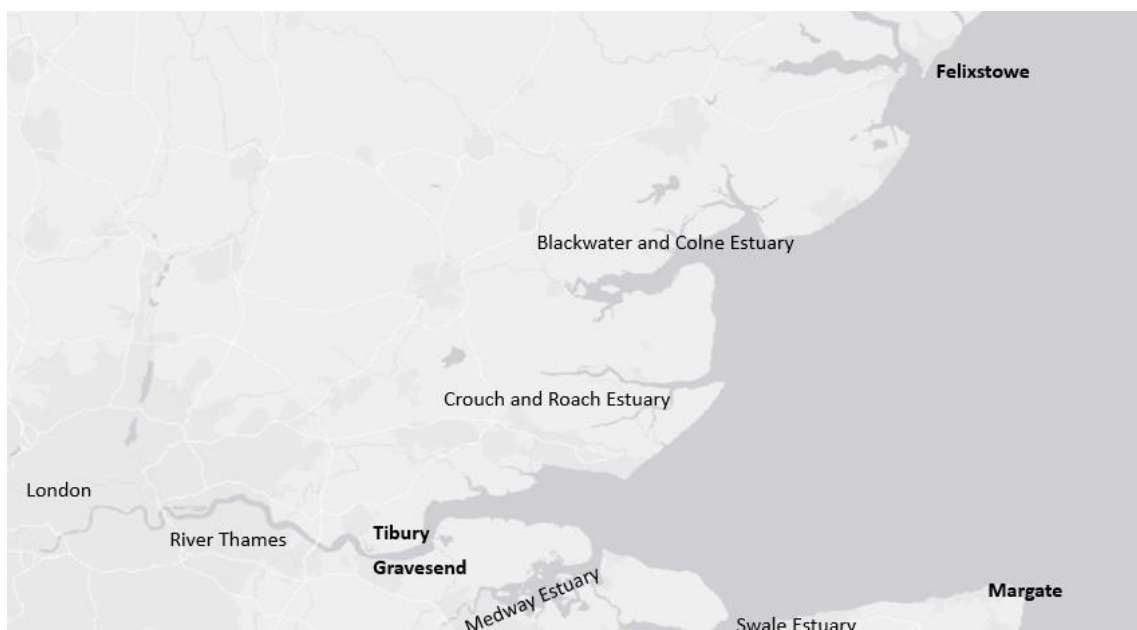 Felixstowe
Blackwater and Colne Estuary
Crouch and Roach Estuary
London
River Thames
Tibury
Gravesend
Medway Estuary
Margate
Swale Estuary